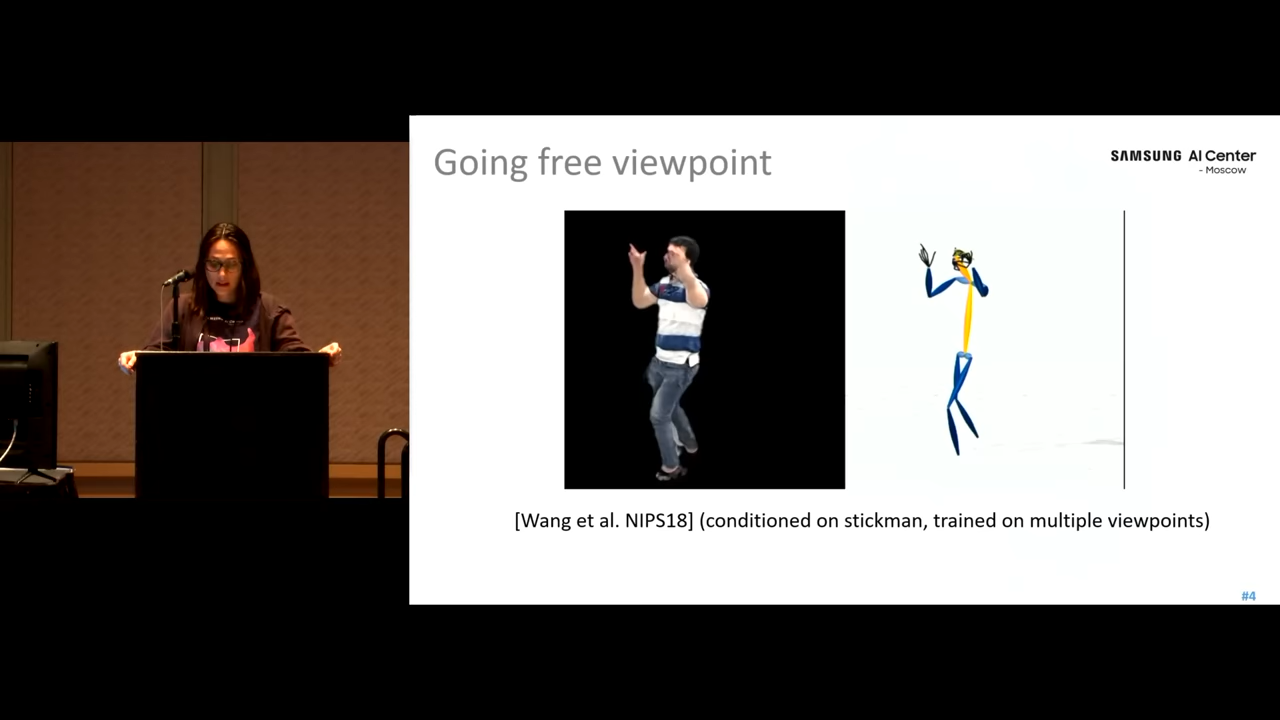 Going free viewpoint
SAMSUNG AI Center
- Moscow
[Wang et al. NIPS18] (conditioned on stickman, trained on multiple viewpoints)
#4